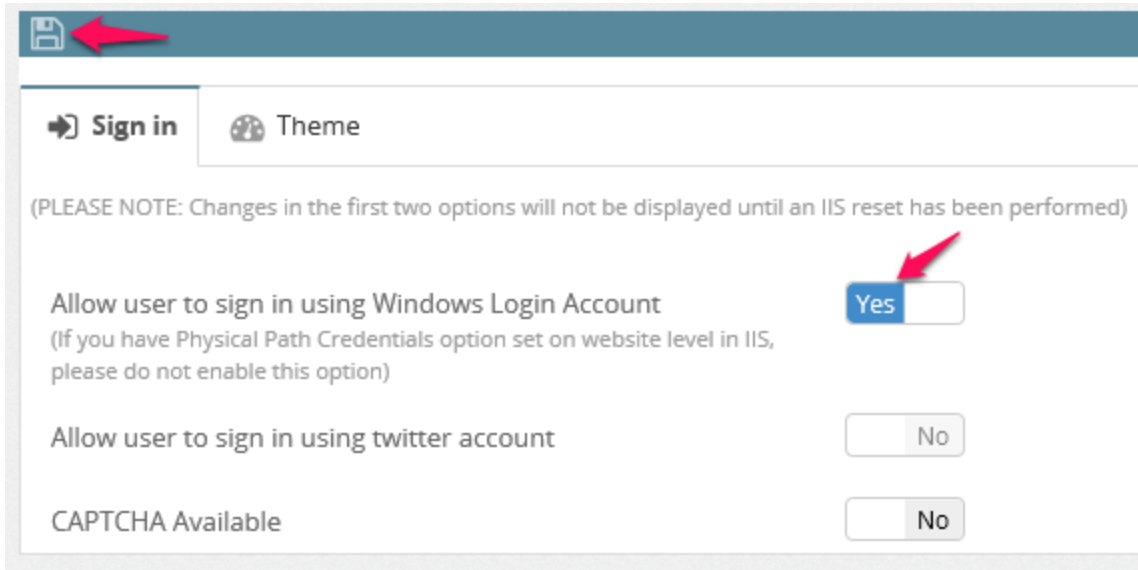 Sign in
Theme
(PLEASE NOTE: Changes in the first two options will not be displayed until an IIS reset has been performed)
Allow user to sign in using Windows Login Account
Yes
(If you have Physical Path Credentials option set on website level in IIS,
please do not enable this option)
Allow user to sign in using twitter account
No
CAPTCHA Available
No